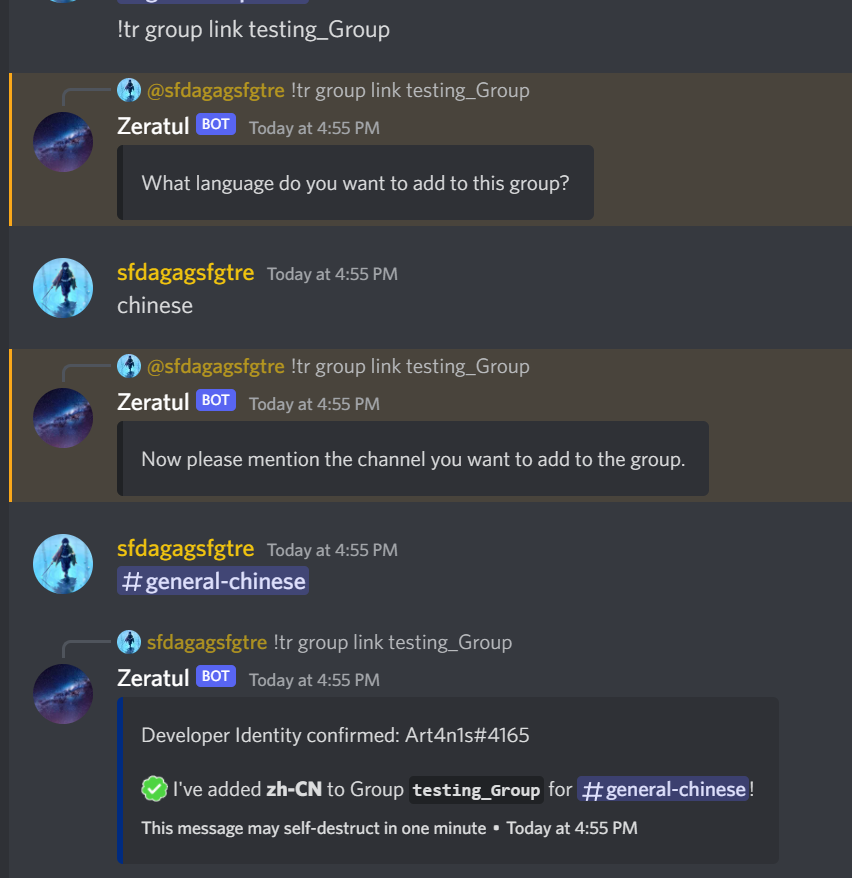 !tr group link testing_Group
@sfdagagsfgtre !tr group link testing_Group
Zeratul BOT Today at 4:55 PM
What language do you want to add to this group?
sfdagagsfgtre Today at 4:55 PM
chinese
@sfdagagsfgtre !tr group link testing_Group
Zeratul BOT Today at 4:55 PM
Now please mention the channel you want to add to the group.
sfdagagsfgtre Today at 4:55 PM
#general-chinese
sfdagagsfgtre !tr group link testing_Group
Zeratul BOT Today at 4:55 PM
Developer Identity confirmed: Art4n1s#4165
I've added zh-CN to Group testing_Group for #general-chinese!
This message may self-destruct in one minute • Today at 4:55 PM